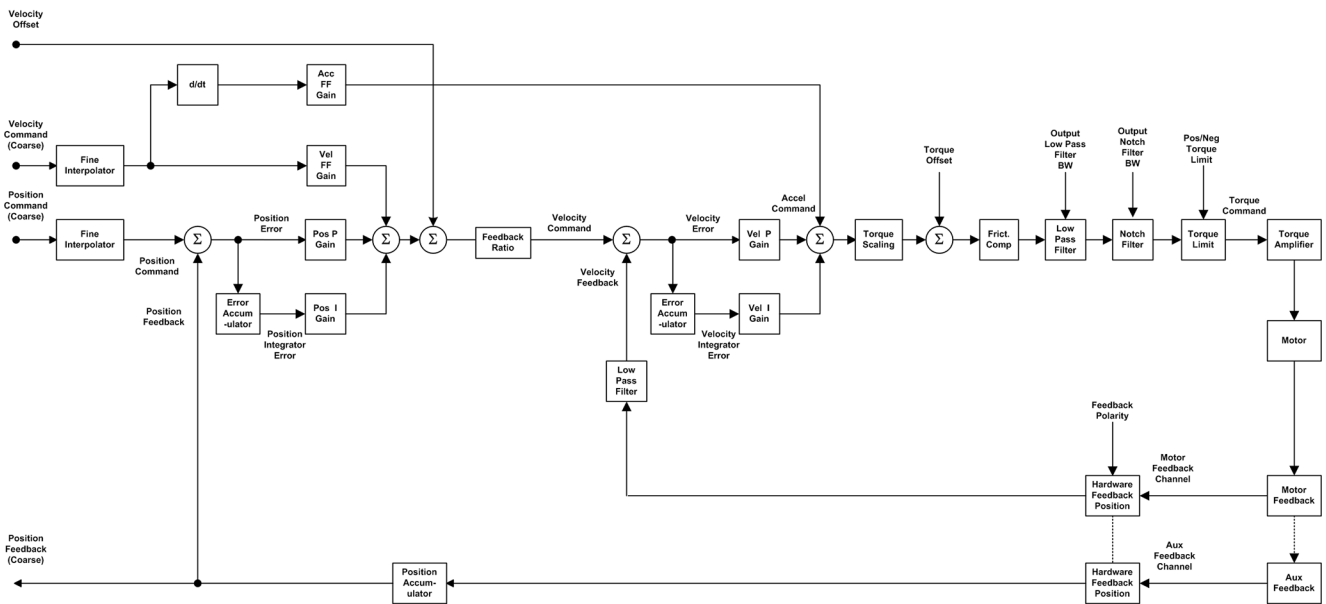 Velocity
Offset
d/dt
Acc
FF
Gain
Velocity
Command
(Coarse)
Fine
Interpolator
Vel
FF
Gain
Torque
Offset
Output
Low Pass
Filter
BW
Output
Notch
Filter
BW
Pos/Neg
Torque
Limit
Position
Command
(Coarse)
Fine
Interpolator
Position
Command
Σ
Position
Error
Pos P
Gain
Σ
Σ
Feedback
Ratio
Velocity
Command
Σ
Velocity
Error
Vel P
Gain
Accel
Command
Σ
Torque
Scaling
Σ
Frict.
Comp
Low
Pass
Filter
Notch
Filter
Torque
Limit
Torque
Command
Torque
Amplifier
Position
Feedback
Error
Accum
-ulator
Position
Integrator
Error
Pos I
Gain
Velocity
Feedback
Error
Accum
-ulator
Velocity
Integrator
Error
Vel I
Gain
Motor
Low
Pass
Filter
Feedback
Polarity
Hardware
Feedback
Position
Motor
Feedback
Channel
Motor
Feedback
Position
Feedback
(Coarse)
Position
Accum-
ulator
Hardware
Feedback
Position
Aux
Feedback
Channel
Aux
Feedback